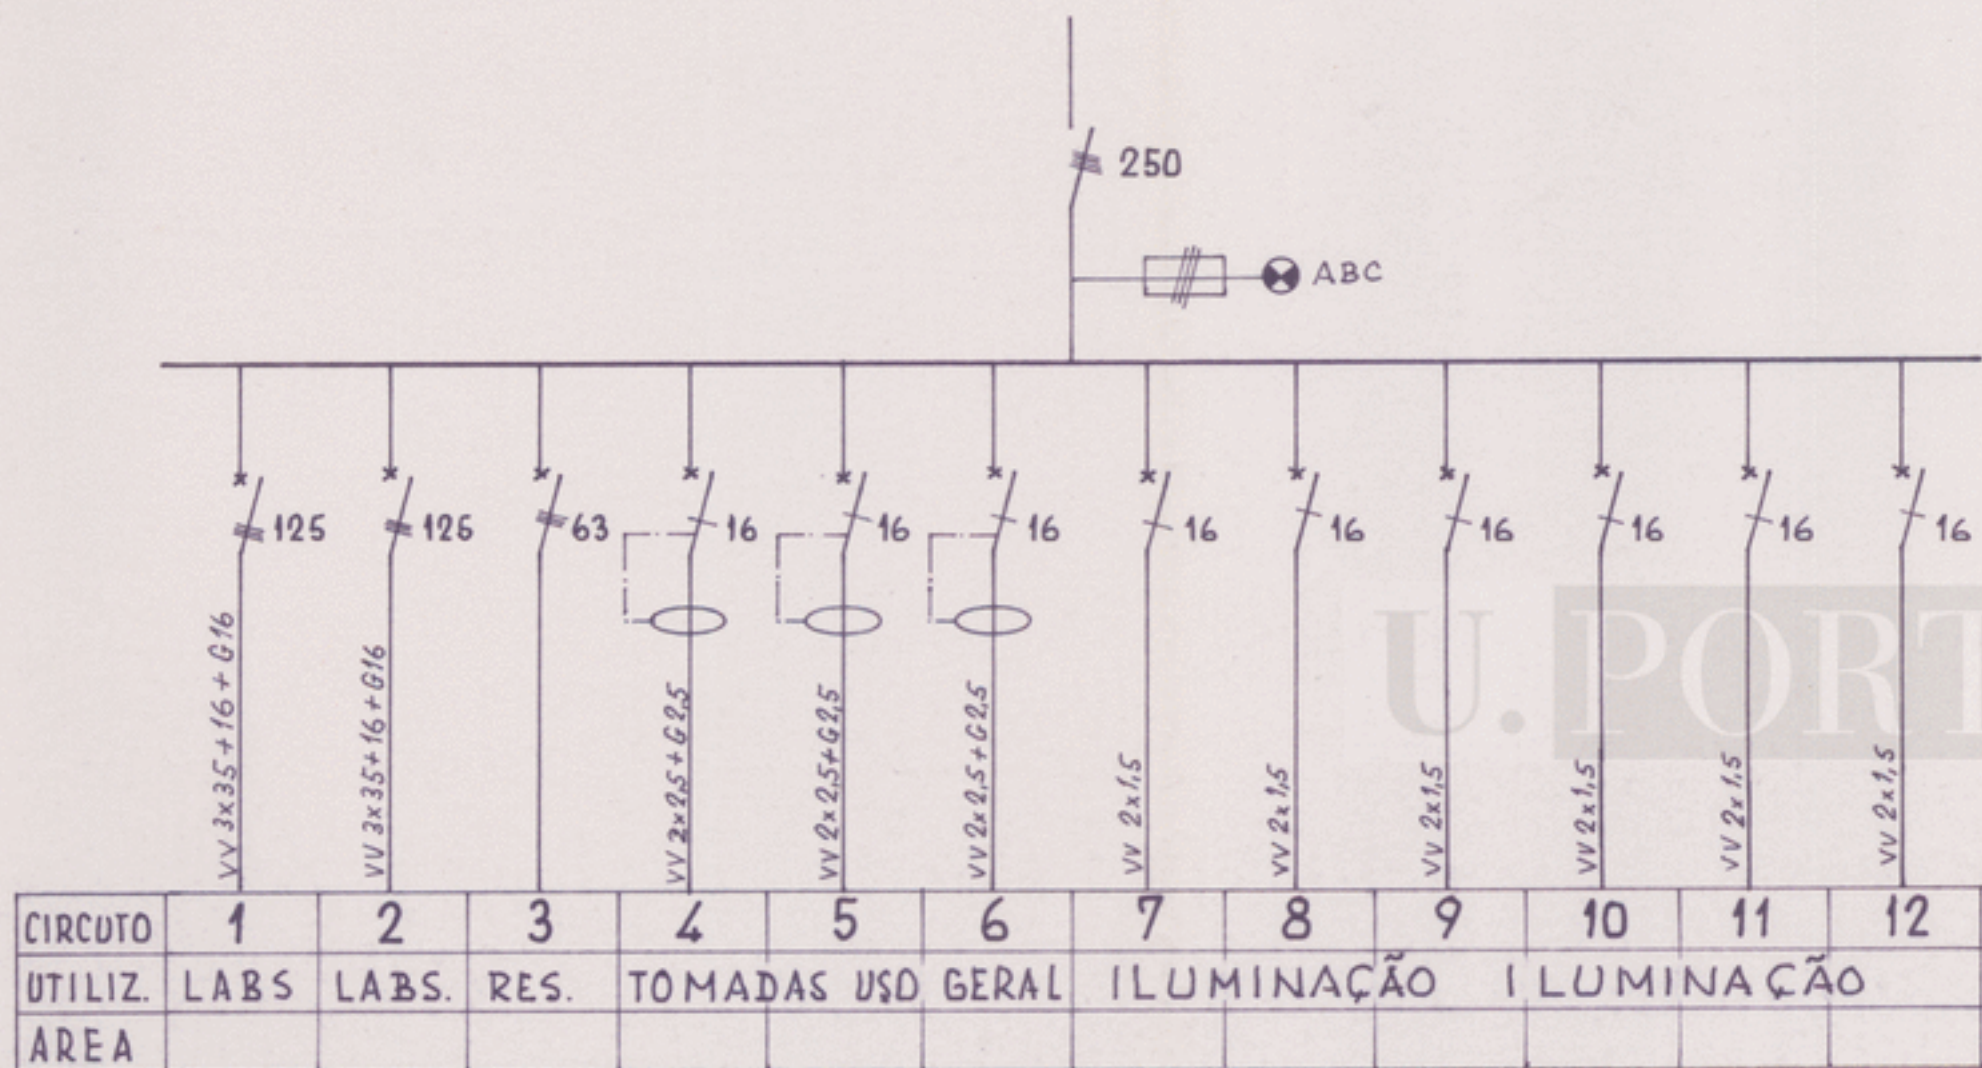 250
ABC
125
125
63
16
16
16
16
16
16
16
16
16
VV 3x35+16+G16
VV 3x35+16+G16
VV 2x2,5+G2,5
VV 2x2,5+G2,5
VV 2x2,5+G2,5
VV 2x1,5
VV 2x1,5
VV 2x1,5
VV 2x1,5
VV 2x1,5
VV 2x1,5
U. PORT
CIRCUTO 1 2 3 4 5 6 7 8 9 10 11 12
UTILIZ. LABS LABS. RES. TOMADAS USO GERAL ILUMINAÇÃO ILUMINAÇÃO
AREA